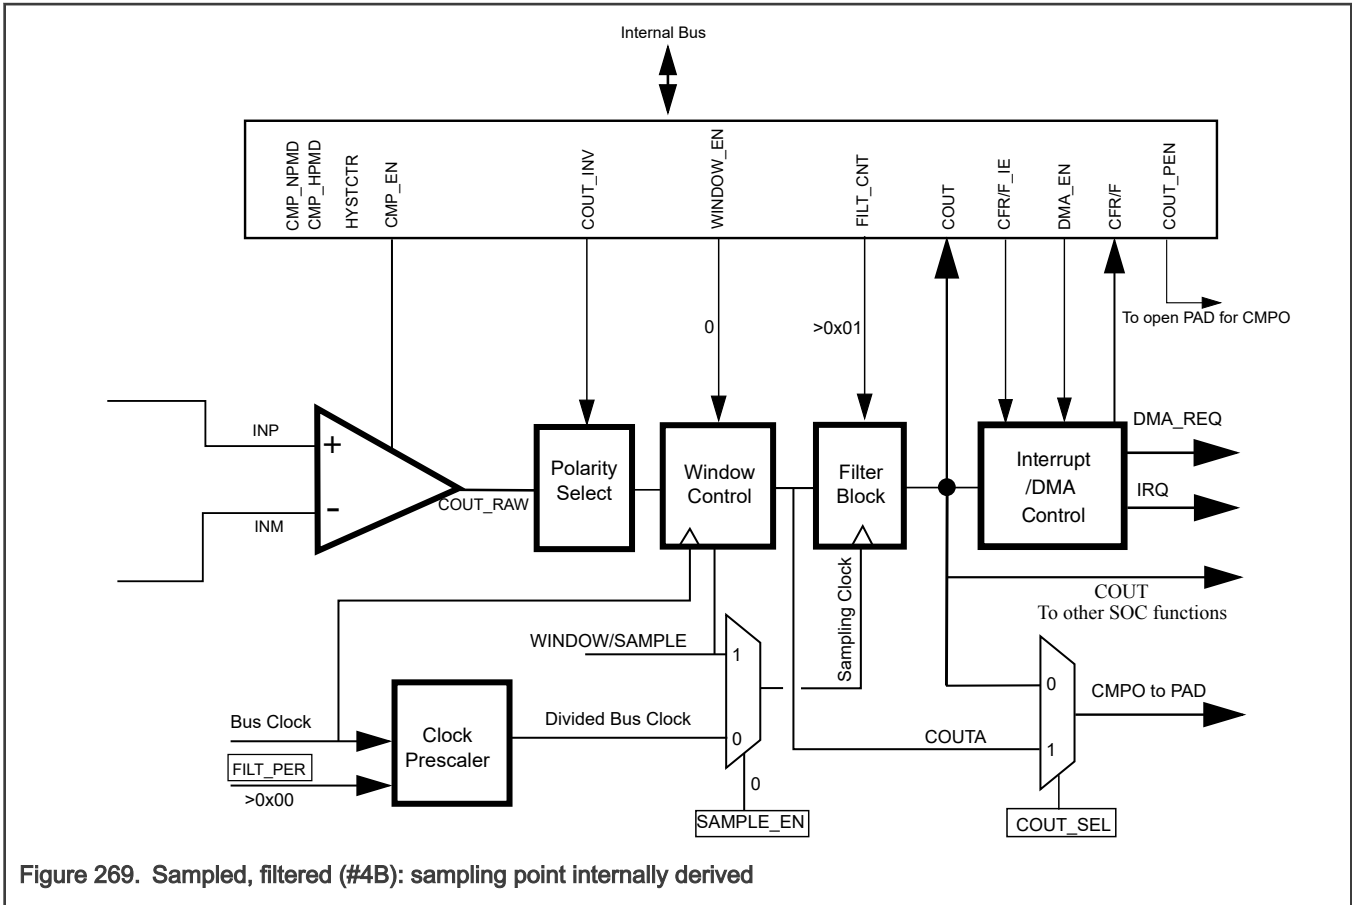 Internal Bus
CMP_NPMD
CMP_HPMD
HYSTCTR
CMP_EN
COUT_INV
WINDOW_EN
FILT_CNT
COUT
CFR/F_IE
DMA_EN
CFR/F
COUT_PEN
0
>0x01
To open PAD for CMPO
INP
+
INM
-
COUT_RAW
Polarity
Select
Window
Control
Filter
Block
Interrupt
/DMA
Control
DMA_REQ
IRQ
COUT
To other SOC functions
WINDOW/SAMPLE
1
0
Sampling Clock
Bus Clock
FILT_PER
>0x00
Clock
Prescaler
Divided Bus Clock
0
SAMPLE_EN
COUTA
0
1
CMPO to PAD
COUT_SEL
Figure 269. Sampled, filtered (#4B): sampling point internally derived